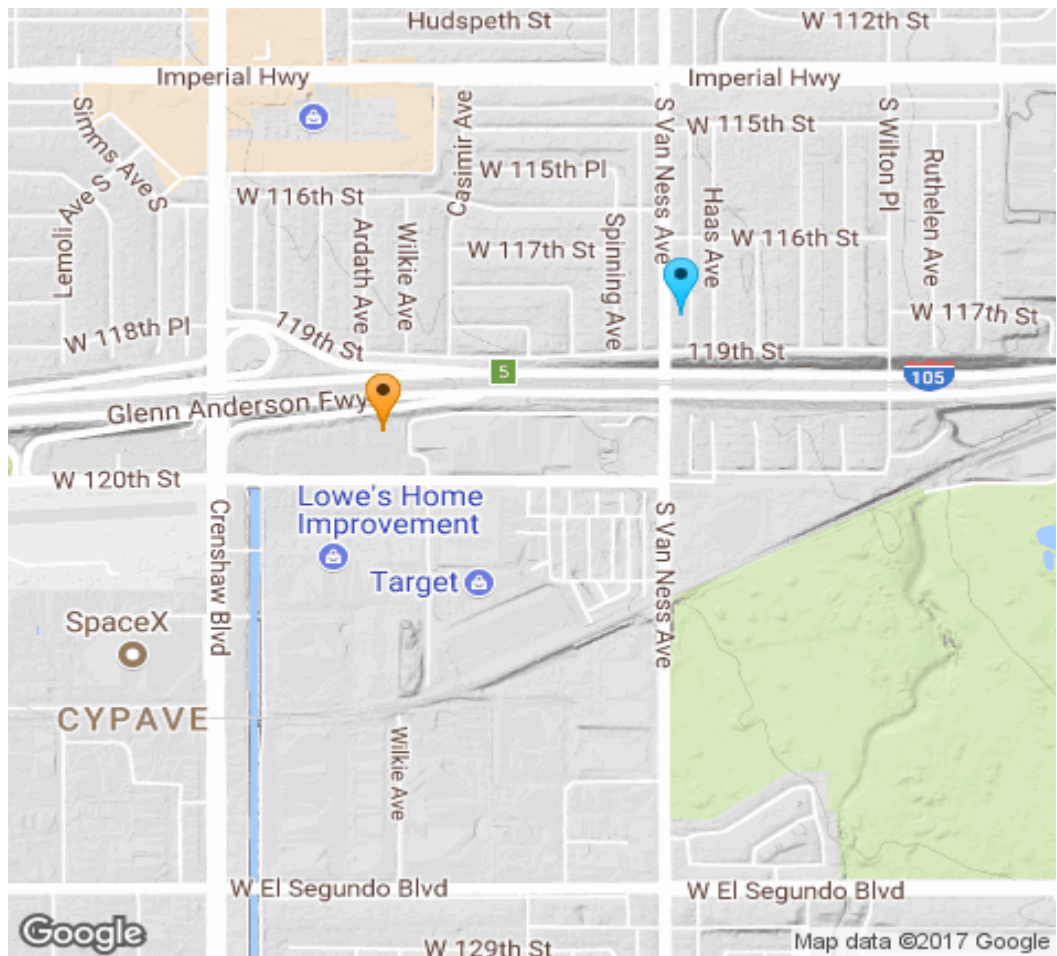 Hudspeth St
W 112th St
Imperial Hwy
Imperial Hwy
Simms Ave S
Casimir Ave
S Van Ness Ave
W 115th St
S Wilton Pl
W 115th Pl
Ruthelen Ave
Lemoli Ave S
W 116th St
Haas Ave
Ardath Ave
Wilkie Ave
Spinning Ave
W 117th St
W 116th St
W 118th Pl
119th St
W 117th St
119th St
5
105
Glenn Anderson Fwy
W 120th St
Crenshaw Blvd
Lowe's Home
Improvement
S Van Ness Ave
Target
SpaceX
CYPAVE
Wilkie Ave
W El Segundo Blvd
W El Segundo Blvd
Google
W 129th St
Map data ©2017 Google